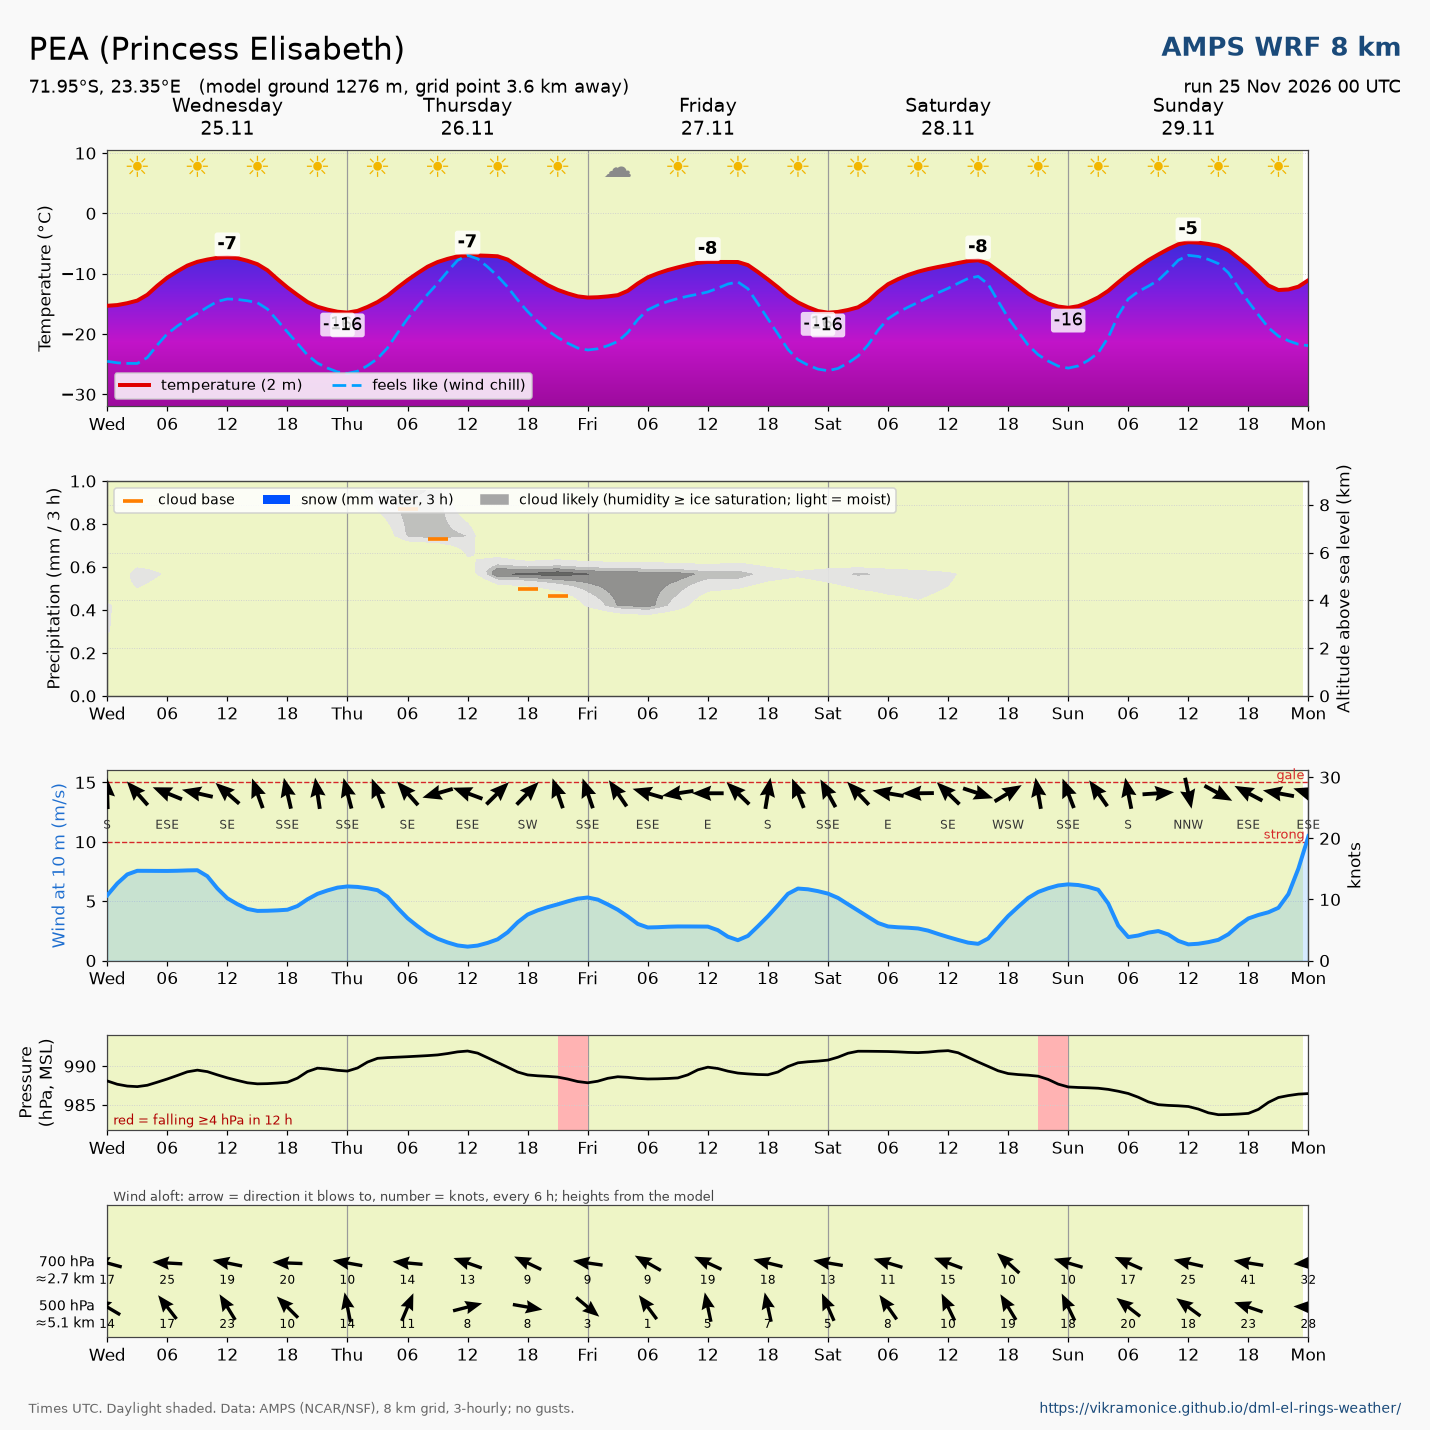 PEA (Princess Elisabeth)
AMPS WRF 8 km
71.95°S, 23.35°E (model ground 1276 m, grid point 3.6 km away)
run 25 Nov 2026 00 UTC
Wednesday Thursday Friday Saturday Sunday
25.11 26.11 27.11 28.11 29.11
Temperature (°C)
10
0
−10
−20
−30
-7 -7 -8 -8 -5
-16 -16 -16
temperature (2 m) feels like (wind chill)
Wed 06 12 18 Thu 06 12 18 Fri 06 12 18 Sat 06 12 18 Sun 06 12 18 Mon
Precipitation (mm / 3 h)
1.0
0.8
0.6
0.4
0.2
0.0
cloud base snow (mm water, 3 h) cloud likely (humidity ≥ ice saturation; light = moist)
8
6
4
2
0
Altitude above sea level (km)
Wed 06 12 18 Thu 06 12 18 Fri 06 12 18 Sat 06 12 18 Sun 06 12 18 Mon
Wind at 10 m (m/s)
15
10
5
0
gale
S ESE SE SSE SSE SE ESE SW SSE ESE E S SSE E SE WSW SSE S NNW ESE ESE
strong
30
20
10
0
knots
Wed 06 12 18 Thu 06 12 18 Fri 06 12 18 Sat 06 12 18 Sun 06 12 18 Mon
Pressure
(hPa, MSL)
990
985
red = falling ≥4 hPa in 12 h
Wed 06 12 18 Thu 06 12 18 Fri 06 12 18 Sat 06 12 18 Sun 06 12 18 Mon
Wind aloft: arrow = direction it blows to, number = knots, every 6 h; heights from the model
700 hPa
≈2.7 km 17 25 19 20 10 14 13 9 9 9 19 18 13 11 15 10 10 17 25 41 32
500 hPa
≈5.1 km 14 17 23 10 14 11 8 8 3 1 5 7 5 8 10 19 18 20 18 23 28
Wed 06 12 18 Thu 06 12 18 Fri 06 12 18 Sat 06 12 18 Sun 06 12 18 Mon
Times UTC. Daylight shaded. Data: AMPS (NCAR/NSF), 8 km grid, 3-hourly; no gusts.
https://vikramonice.github.io/dml-el-rings-weather/